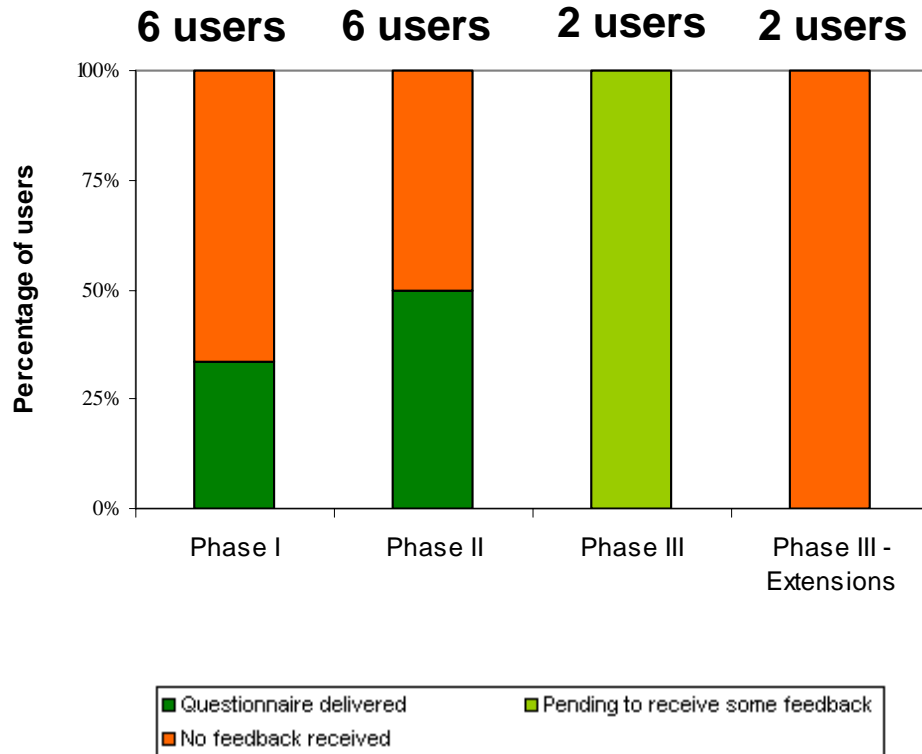 6 users 6 users 2 users 2 users
100%
75%
50%
25%
0%
Percentage of users
Phase I Phase II Phase III Phase III -
Extensions
Questionnaire delivered Pending to receive some feedback
No feedback received